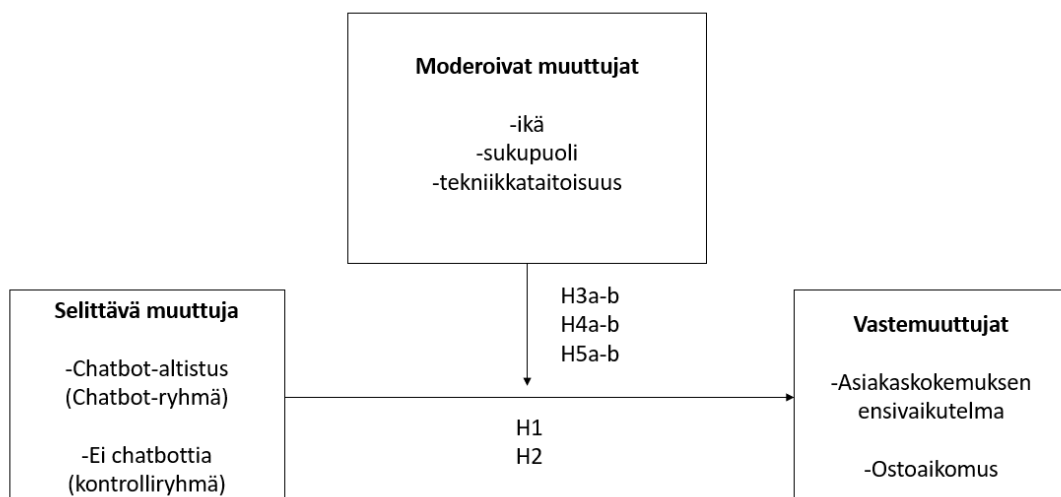 Moderoivat muuttujat
-ikä
-sukupuoli
-tekniikkataitoisuus
H3a-b
H4a-b
H5a-b
Selittävä muuttuja
-Chatbot-altistus
(Chatbot-ryhmä)
-Ei chatbottia
(kontrolliryhmä)
H1
H2
Vastemuuttujat
-Asiakaskokemuksen
ensivaikutelma
-Ostoaikomus